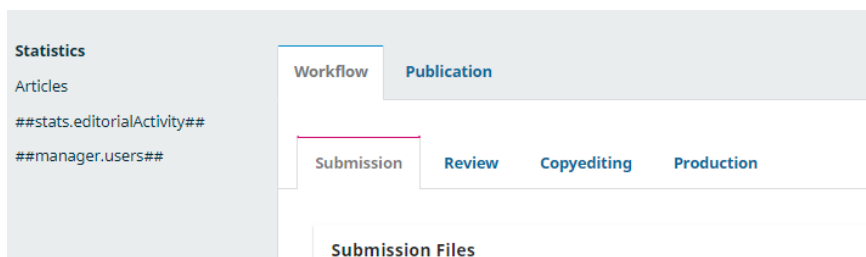 Statistics
Articles
##stats.editorialActivity##
##manager.users##
Workflow Publication
Submission Review Copyediting Production
Submission Files